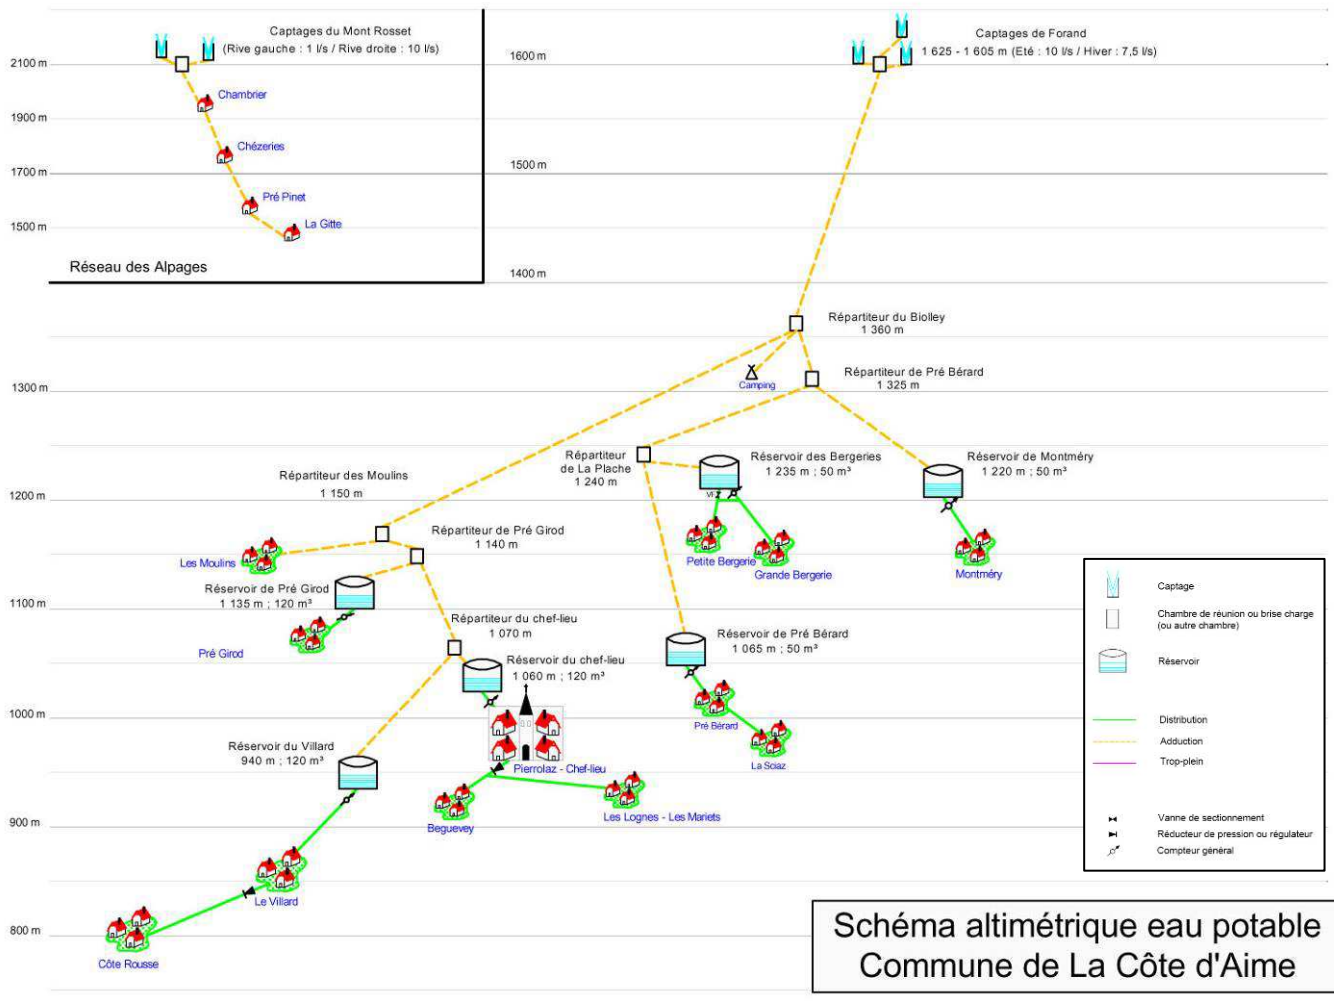 Captages du Mont Rosset
(Rive gauche : 1 l/s / Rive droite : 10 l/s)
2100 m
Chambrier
1900 m
Chézeries
1700 m
Pré Pinet
La Gitte
1500 m
Réseau des Alpages
Captages de Forand
1 625 - 1 605 m (Eté : 10 l/s / Hiver : 7,5 l/s)
1600 m
1500 m
1400 m
Répartiteur du Biolley
1 360 m
Camping
Répartiteur de Pré Bérard
1 325 m
1300 m
Répartiteur
de La Plache
1 240 m
Réservoir des Bergeries
1 235 m ; 50 m³
Réservoir de Montméry
1 220 m ; 50 m³
Répartiteur des Moulins
1 150 m
1200 m
Répartiteur de Pré Girod
1 140 m
Les Moulins
Petite Bergerie
Grande Bergerie
Montméry
Réservoir de Pré Girod
1 135 m ; 120 m³
1100 m
Répartiteur du chef-lieu
1 070 m
Pré Girod
Réservoir du chef-lieu
1 060 m ; 120 m³
Réservoir de Pré Bérard
1 065 m ; 50 m³
1000 m
Pré Bérard
La Sciaz
Réservoir du Villard
940 m ; 120 m³
Pierrolaz - Chef-lieu
Beguevey
Les Lognes - Les Mariets
900 m
Le Villard
800 m
Côte Rousse
Captage
Chambre de réunion ou brise charge
(ou autre chambre)
Réservoir
Distribution
Adduction
Trop-plein
Vanne de sectionnement
Réducteur de pression ou régulateur
Compteur général
Schéma altimétrique eau potable
Commune de La Côte d'Aime